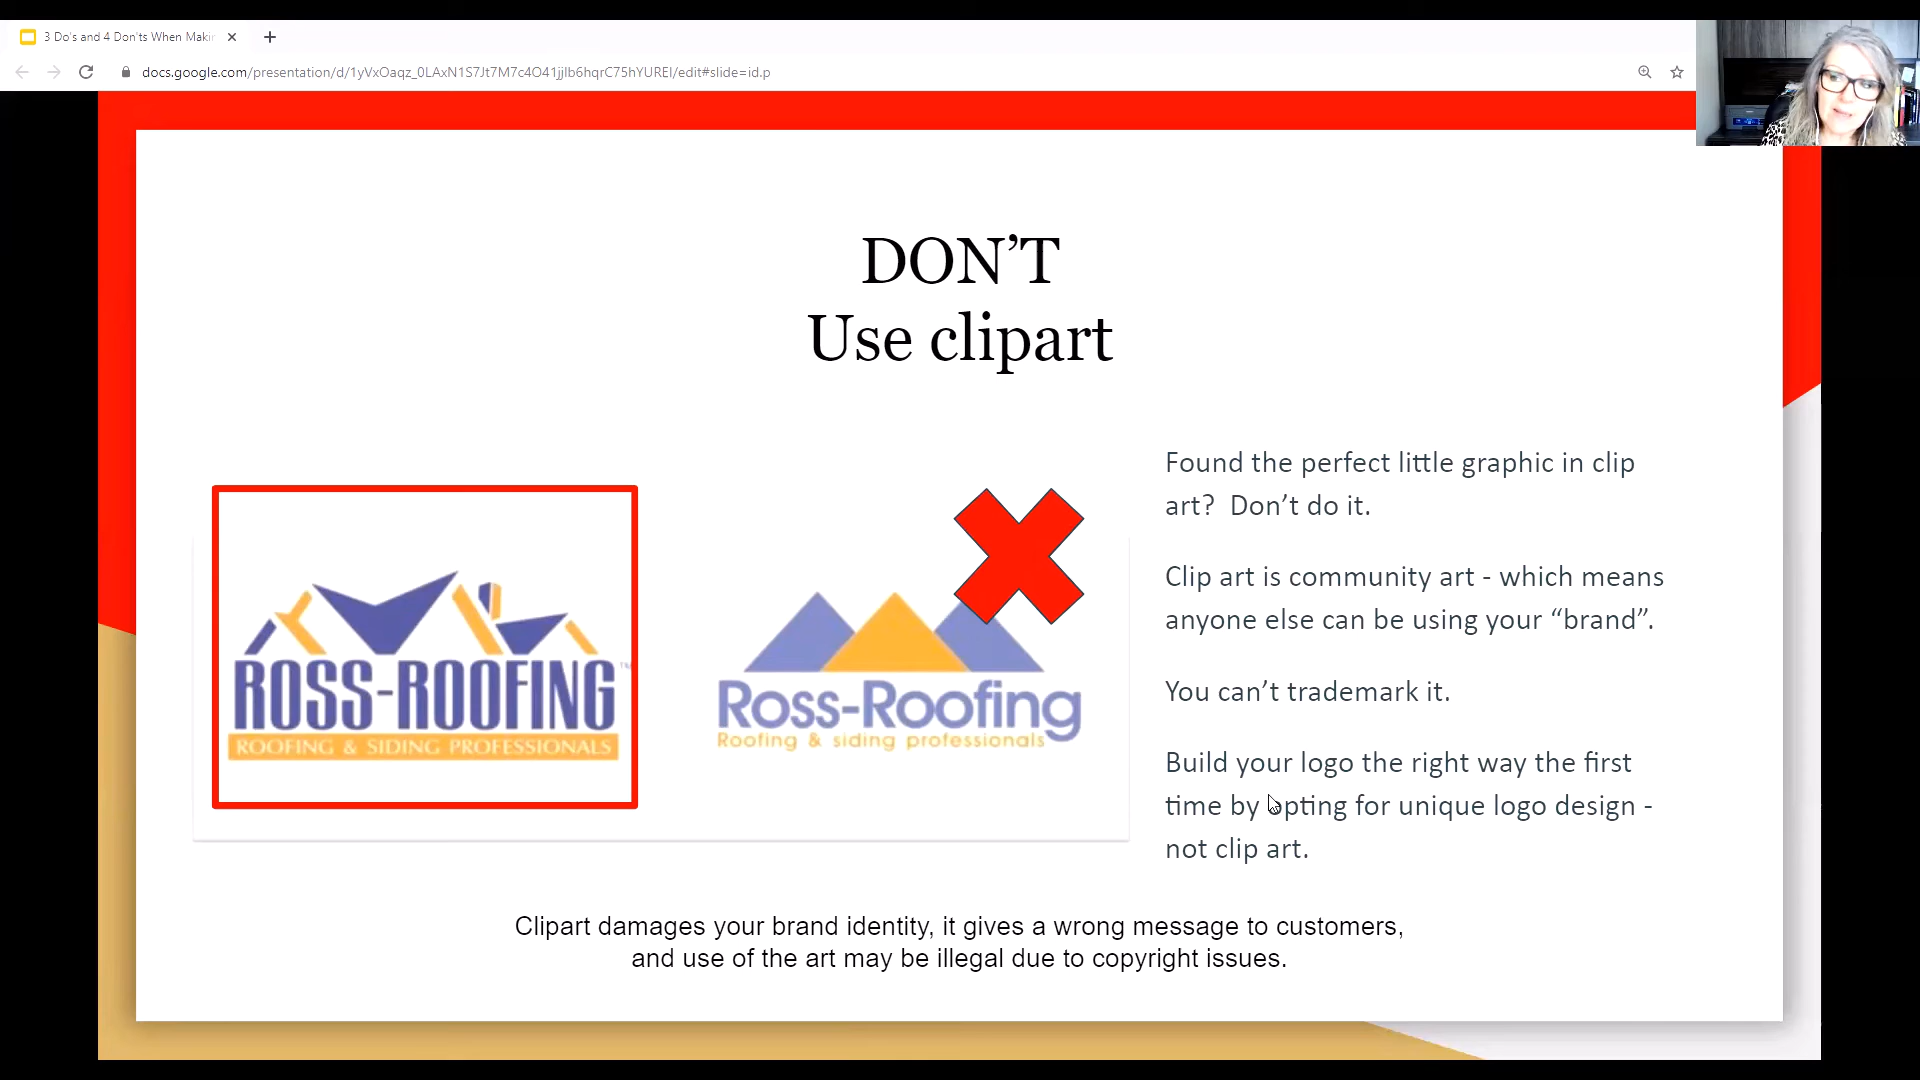 3 Do's and 4 Don'ts When Makin
docs.google.com/presentation/d/1yVxOaqz_0LAxN1S7Jt7M7c4O41jjIb6hqrC75hYUREI/edit#slide=id.p
DON’T
Use clipart
ROSS-ROOFING™
ROOFING & SIDING PROFESSIONALS
Ross-Roofing
Roofing & siding professionals
Found the perfect little graphic in clip
art?  Don’t do it.
Clip art is community art - which means
anyone else can be using your “brand”.
You can’t trademark it.
Build your logo the right way the first
time by opting for unique logo design -
not clip art.
Clipart damages your brand identity, it gives a wrong message to customers,
and use of the art may be illegal due to copyright issues.